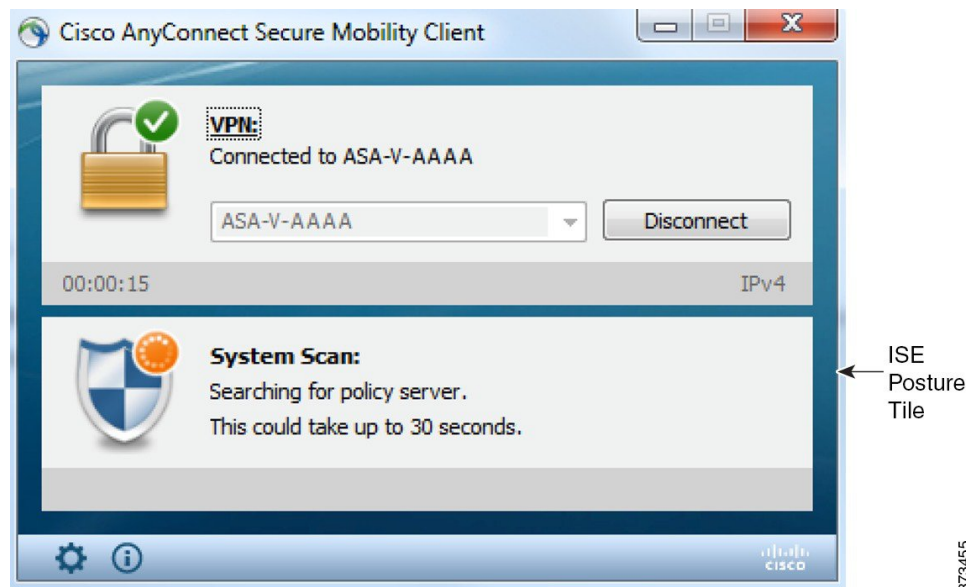 Cisco AnyConnect Secure Mobility Client
VPN:
Connected to ASA-V-AAAA
ASA-V-AAAA
Disconnect
00:00:15
IPv4
System Scan:
Searching for policy server.
This could take up to 30 seconds.
ISE
Posture
Tile
CISCO